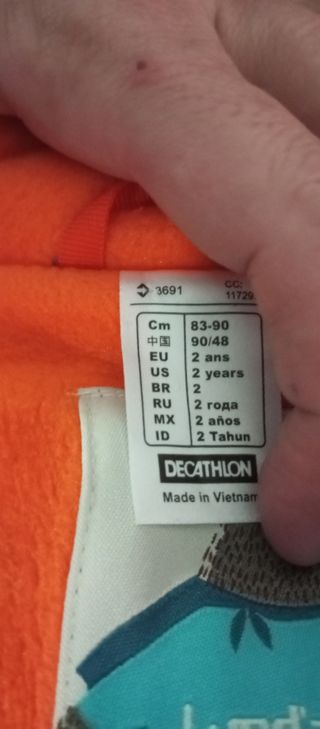 3691 CC:
11729
Cm 83-90
中国 90/48
EU 2 ans
US 2 years
BR 2
RU 2 года
MX 2 años
ID 2 Tahun
DECATHLON
Made in Vietnam